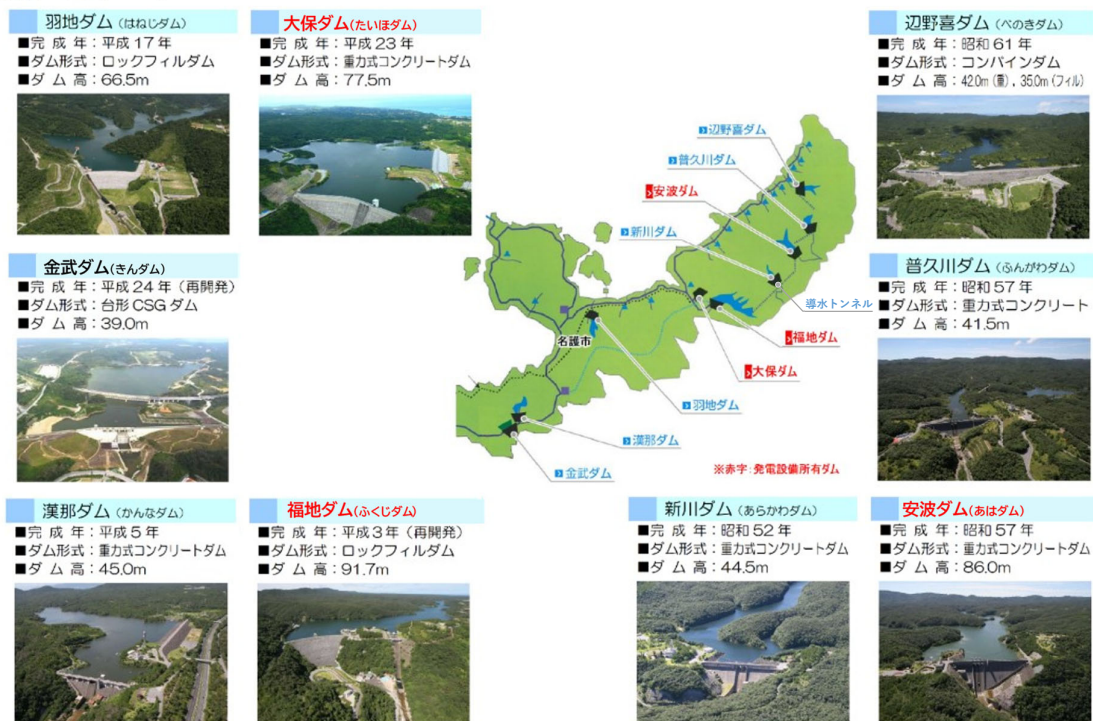 羽地ダム(はねじダム)
■完成年:平成17年
■ダム形式:ロックフィルダム
■ダム高:66.5m
大保ダム(たいほダム)
■完成年:平成23年
■ダム形式:重力式コンクリートダム
■ダム高:77.5m
辺野喜ダム(べのきダム)
■完成年:昭和61年
■ダム形式:コンバインダム
■ダム高:42.0m(重),35.0m(フィル)
金武ダム(きんダム)
■完成年:平成24年(再開発)
■ダム形式:台形CSGダム
■ダム高:39.0m
辺野喜ダム
普久川ダム
安波ダム
新川ダム
導水トンネル
福地ダム
大保ダム
名護市
羽地ダム
漢那ダム
金武ダム
※赤字:発電設備所有ダム
普久川ダム(ふんがわダム)
■完成年:昭和57年
■ダム形式:重力式コンクリート
■ダム高:41.5m
漢那ダム(かんなダム)
■完成年:平成5年
■ダム形式:重力式コンクリートダム
■ダム高:45.0m
福地ダム(ふくじダム)
■完成年:平成3年(再開発)
■ダム形式:ロックフィルダム
■ダム高:91.7m
新川ダム(あらかわダム)
■完成年:昭和52年
■ダム形式:重力式コンクリートダム
■ダム高:44.5m
安波ダム(あはダム)
■完成年:昭和57年
■ダム形式:重力式コンクリートダム
■ダム高:86.0m